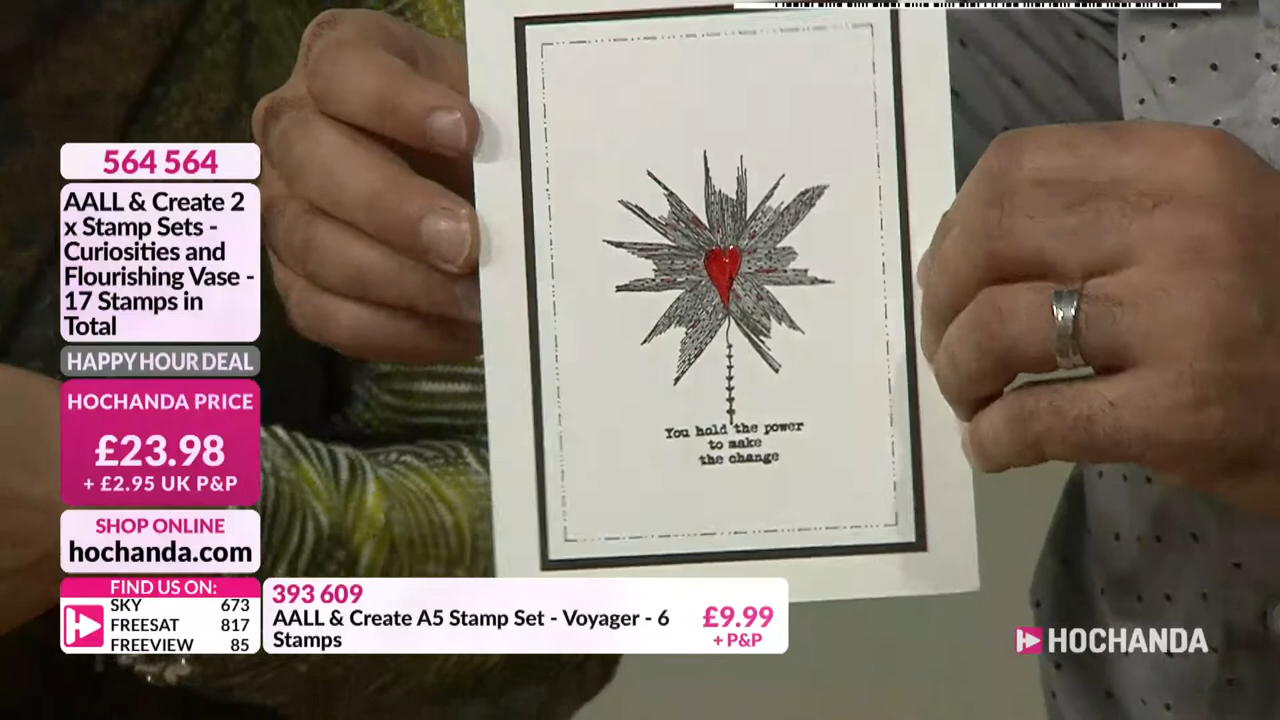 564 564
AALL & Create 2
x Stamp Sets -
Curiosities and
Flourishing Vase -
17 Stamps in
Total
HAPPY HOUR DEAL
HOCHANDA PRICE
£23.98
+ £2.95 UK P&P
SHOP ONLINE
hochanda.com
FIND US ON:
SKY 673
FREESAT 817
FREEVIEW 85
393 609
AALL & Create A5 Stamp Set - Voyager - 6
Stamps
£9.99
+ P&P
You hold the power
to make
the change
HOCHANDA